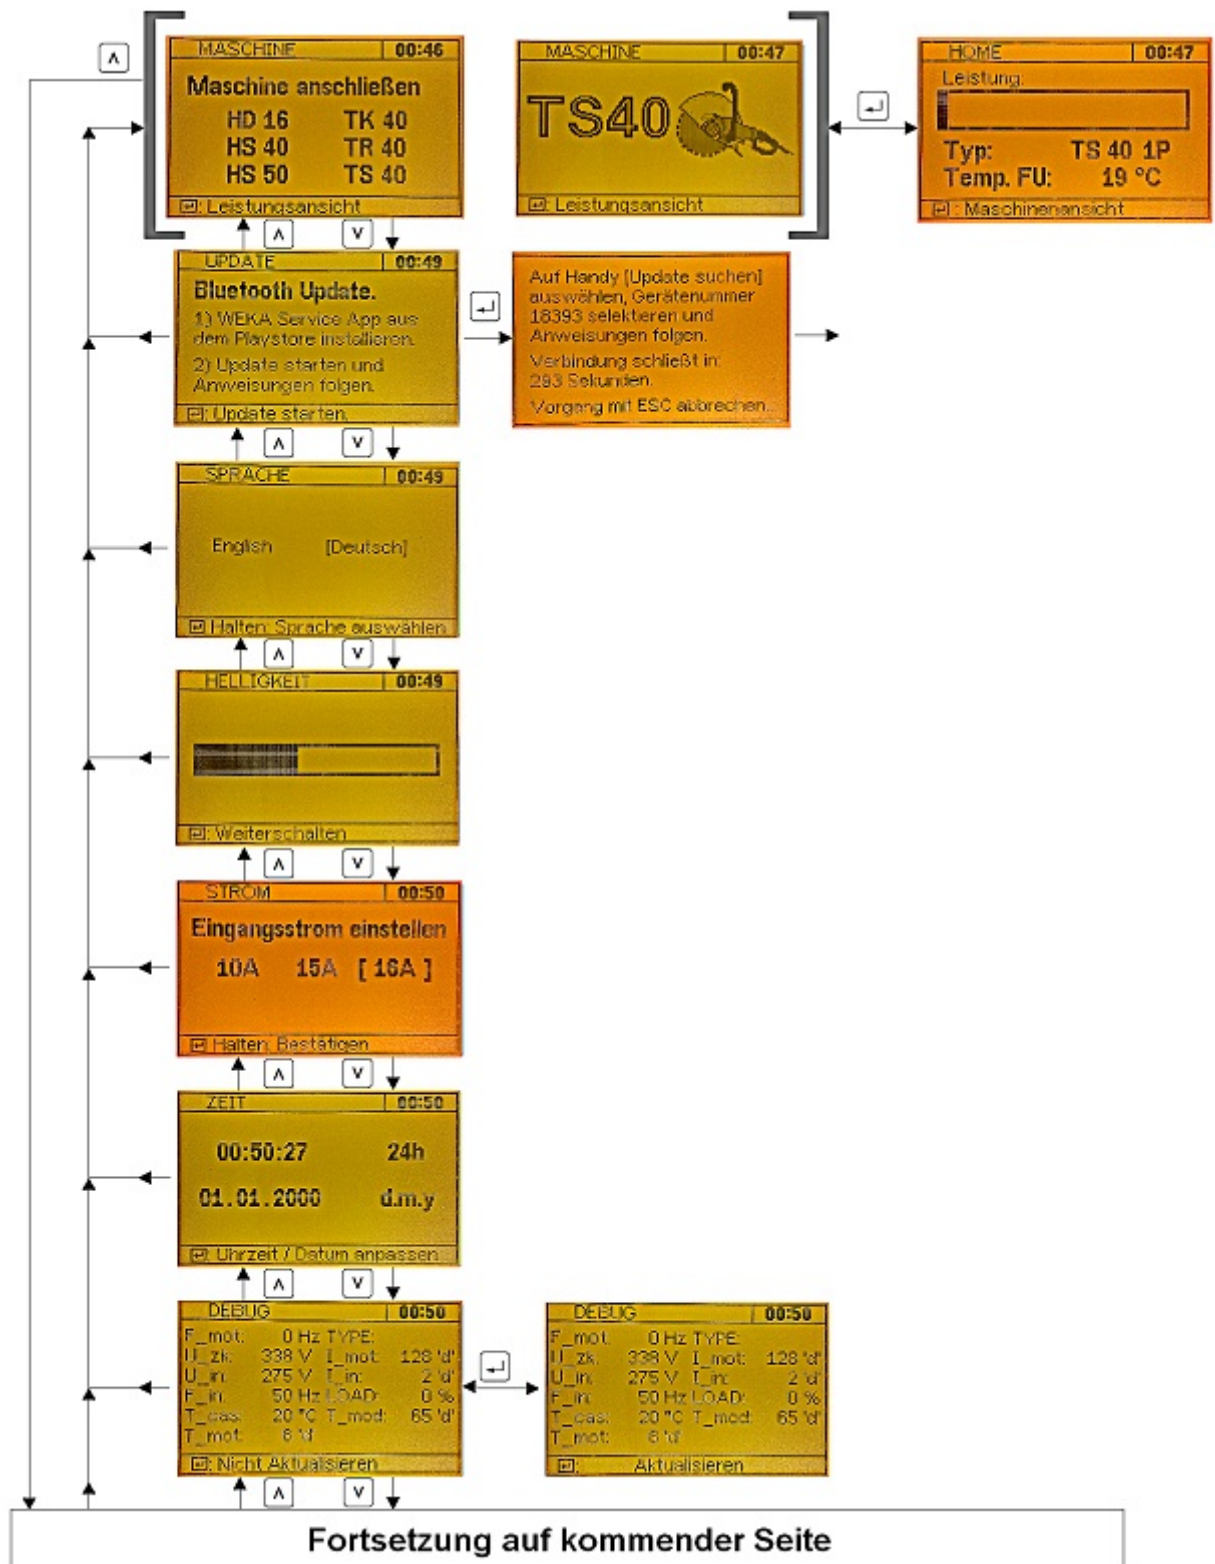 MASCHINE 00:46
Maschine anschließen
HD 16 TK 40
HS 40 TR 40
HS 50 TS 40
: Leistungsansicht
MASCHINE 00:47
TS40
: Leistungsansicht
HOME 00:47
Leistung:
Typ: TS 40 1P
Temp. FU: 19 °C
: Maschinenansicht
UPDATE 00:49
Bluetooth Update.
1) WEKA Service App aus
dem Playstore installieren.
2) Update starten und
Anweisungen folgen.
: Update starten.
Auf Handy [Update suchen]
auswählen, Gerätenummer
18393 selektieren und
Anweisungen folgen.
Verbindung schließt in:
293 Sekunden.
Vorgang mit ESC abbrechen.
SPRACHE 00:49
English [Deutsch]
Halten: Sprache auswählen
HELLIGKEIT 00:49
: Weiterschalten
STROM 00:50
Eingangsstrom einstellen
10A 15A [ 16A ]
Halten: Bestätigen
ZEIT 00:50
00:50:27 24h
01.01.2000 d.m.y
: Uhrzeit / Datum anpassen
DEBUG 00:50
F_mot: 0 Hz TYPE:
U_zk: 338 V I_mot: 128 'd'
U_in: 275 V I_in: 2 'd'
F_in: 50 Hz LOAD: 0 %
20 °C T_mod: 65 'd'
T_mot: 'd'
: Nicht Aktualisieren
DEBUG 00:50
F_mot: 0 Hz TYPE:
U_zk: 338 V I_mot: 128 'd'
U_in: 275 V I_in: 2 'd'
F_in: 50 Hz LOAD: 0 %
20 °C T_mod: 65 'd'
T_mot: 'd'
: Aktualisieren
Fortsetzung auf kommender Seite